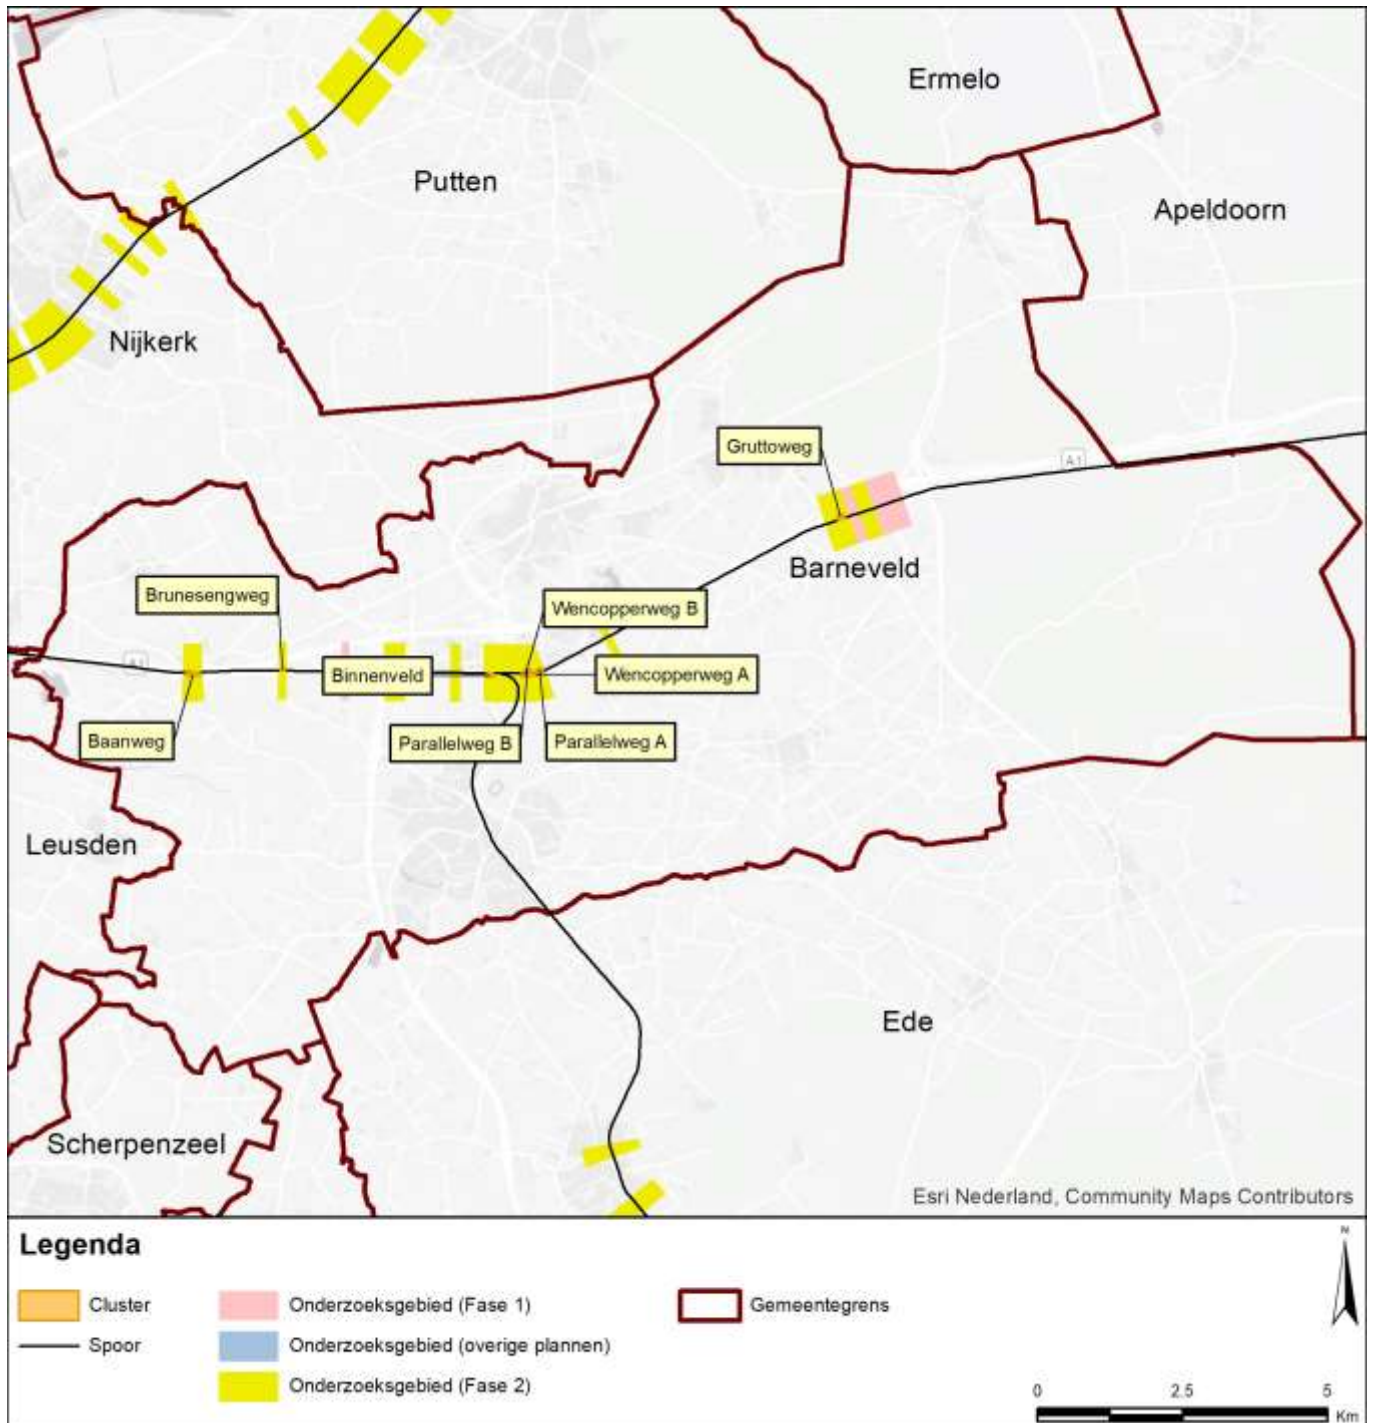 Ermelo
Putten
Apeldoorn
Nijkerk
Gruttoweg
A1
Barneveld
Brunesengweg
Wencopperweg B
A1
Binnenveld
Wencopperweg A
Baanweg
Parallelweg B
Parallelweg A
Leusden
Ede
Scherpenzeel
Esri Nederland, Community Maps Contributors
Legenda
N
Cluster
Onderzoeksgebied (Fase 1)
Gemeentegrens
Spoor
Onderzoeksgebied (overige plannen)
Onderzoeksgebied (Fase 2)
0 2.5 5
Km